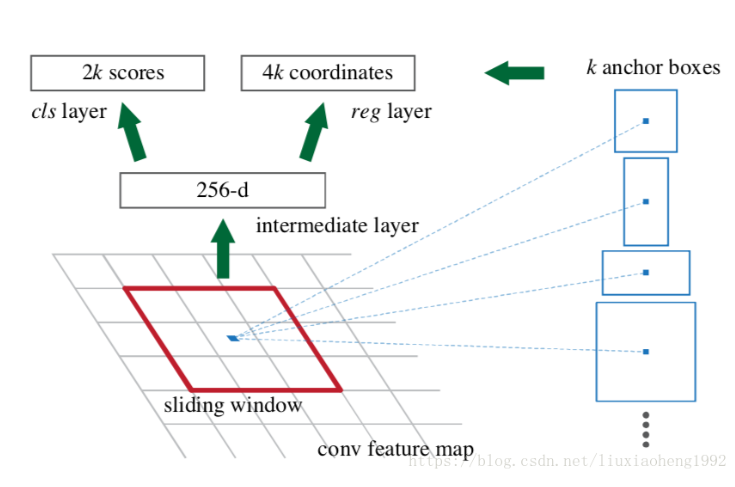 2k scores
4k coordinates
k anchor boxes
cls layer
reg layer
256-d
intermediate layer
sliding window
conv feature map
https://blog.csdn.net/liuxiaoheng1992